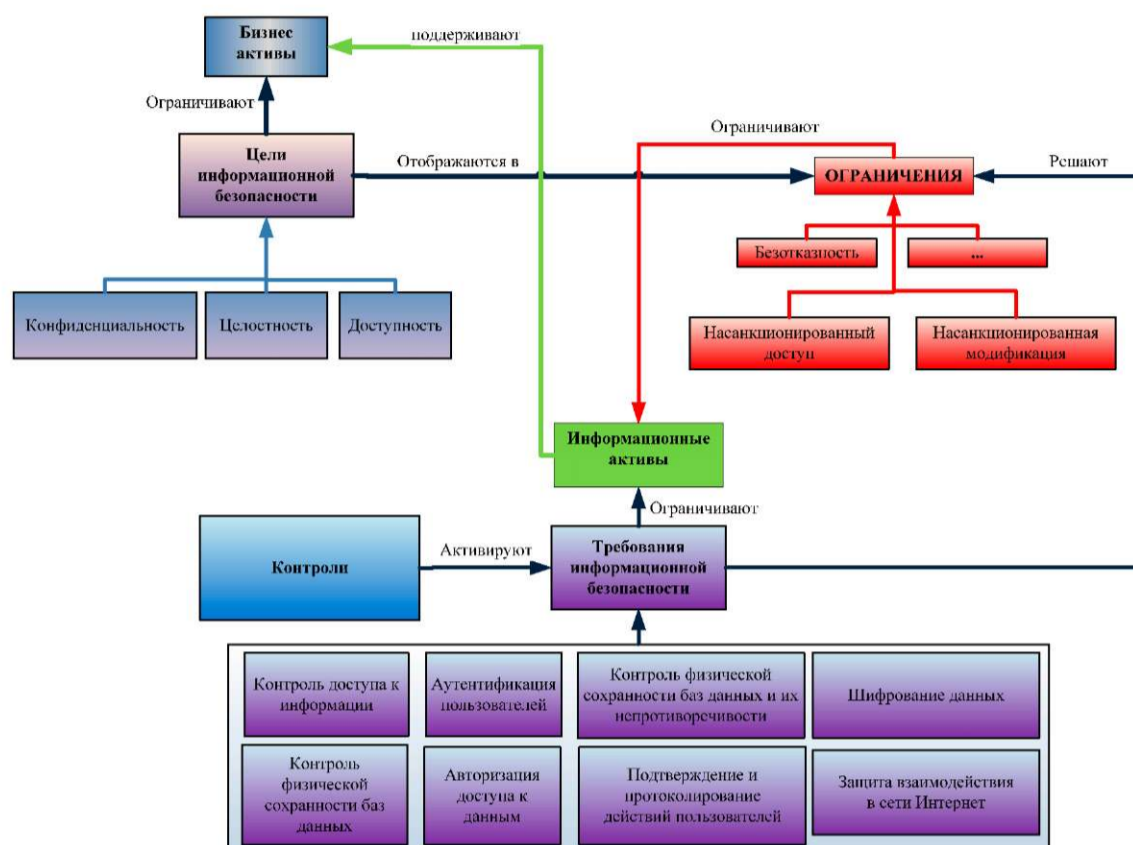 Бизнес
активы
поддерживают
Ограничивают
Цели
информационной
безопасности
Отображаются в
Ограничивают
ОГРАНИЧЕНИЯ
Решают
Безотказность
...
Конфиденциальность
Целостность
Доступность
Насанкционированный
доступ
Насанкционированная
модификация
Информационные
активы
Ограничивают
Контроли
Активируют
Требования
информационной
безопасности
Контроль доступа к
информации
Аутентификация
пользователей
Контроль физической
сохранности баз данных и их
непротиворечивости
Шифрование данных
Контроль
физической
сохранности баз
данных
Авторизация
доступа к
данным
Подтверждение и
протоколирование
действий пользователей
Защита взаимодействия
в сети Интернет